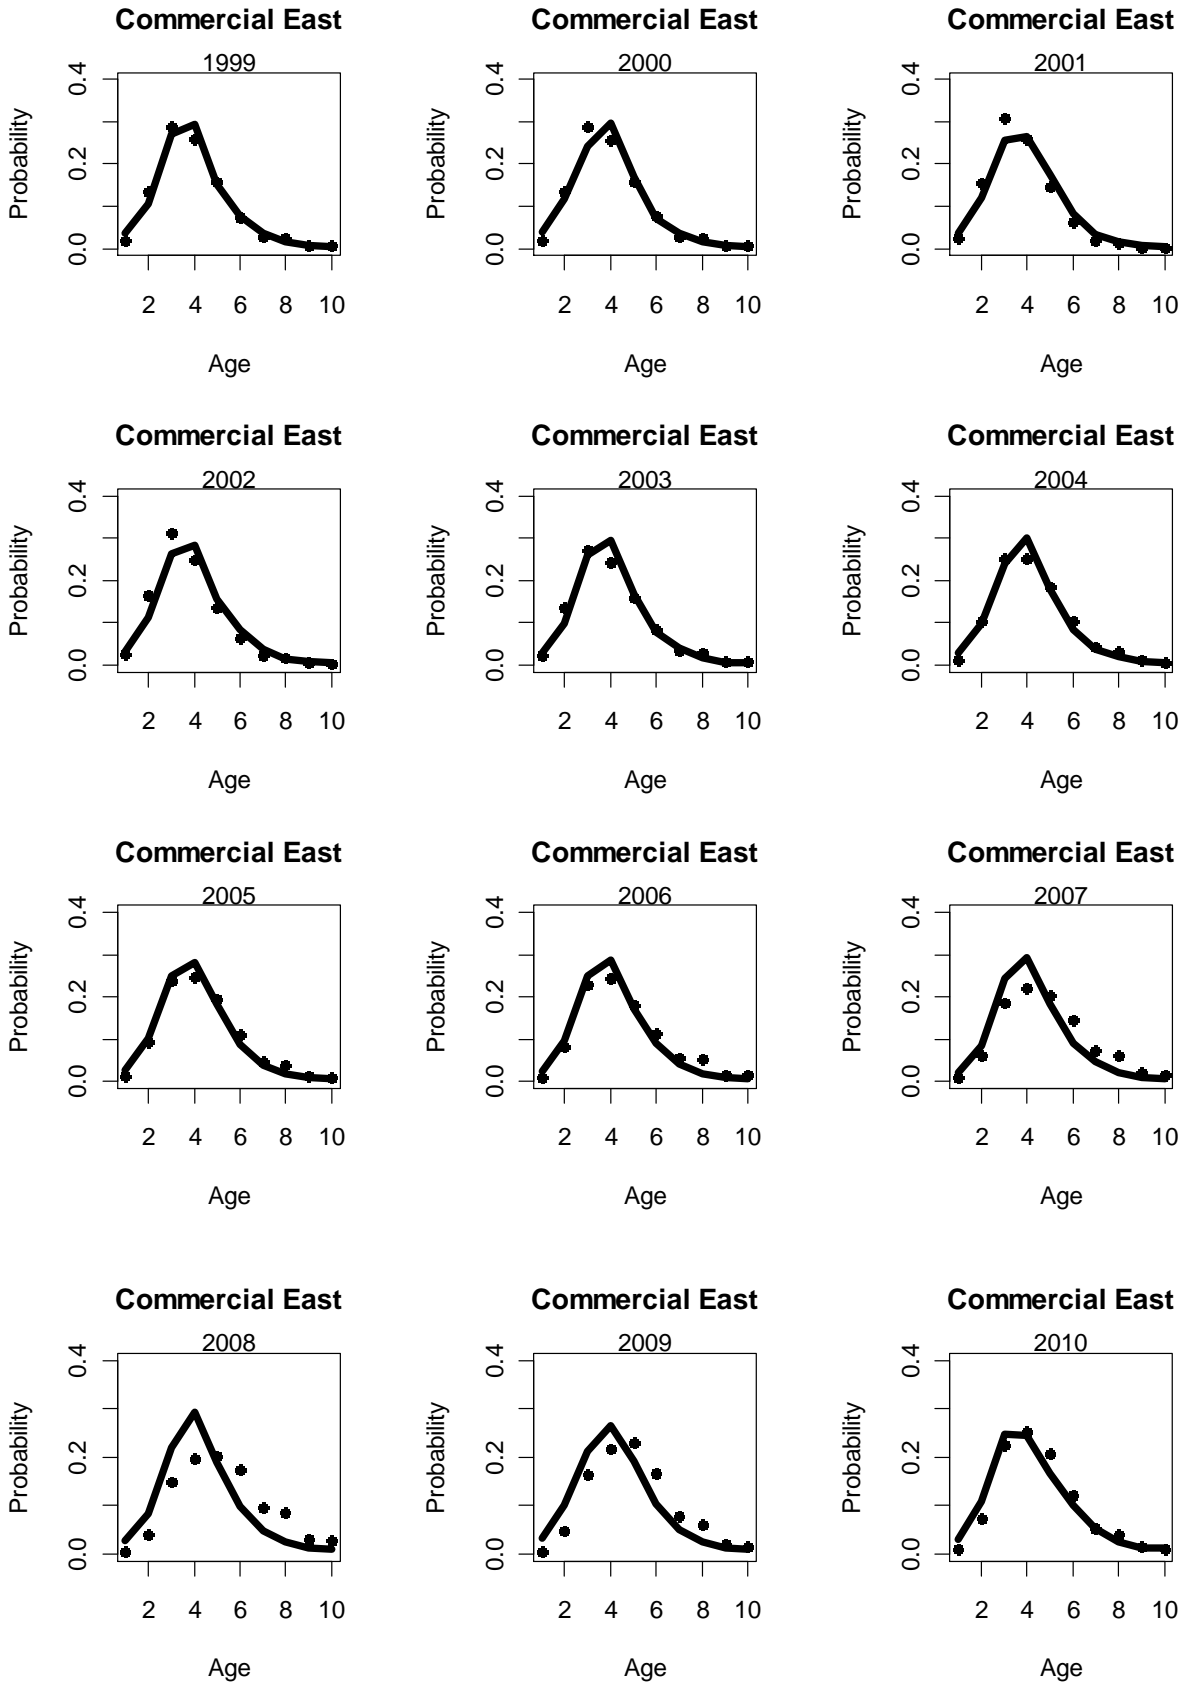 Commercial East Commercial East Commercial East
1999 2000 2001
Probability 0.0 0.2 0.4 Probability 0.0 0.2 0.4 Probability 0.0 0.2 0.4
2 4 6 8 10 2 4 6 8 10 2 4 6 8 10
Age Age Age
Commercial East Commercial East Commercial East
2002 2003 2004
Probability 0.0 0.2 0.4 Probability 0.0 0.2 0.4 Probability 0.0 0.2 0.4
2 4 6 8 10 2 4 6 8 10 2 4 6 8 10
Age Age Age
Commercial East Commercial East Commercial East
2005 2006 2007
Probability 0.0 0.2 0.4 Probability 0.0 0.2 0.4 Probability 0.0 0.2 0.4
2 4 6 8 10 2 4 6 8 10 2 4 6 8 10
Age Age Age
Commercial East Commercial East Commercial East
2008 2009 2010
Probability 0.0 0.2 0.4 Probability 0.0 0.2 0.4 Probability 0.0 0.2 0.4
2 4 6 8 10 2 4 6 8 10 2 4 6 8 10
Age Age Age